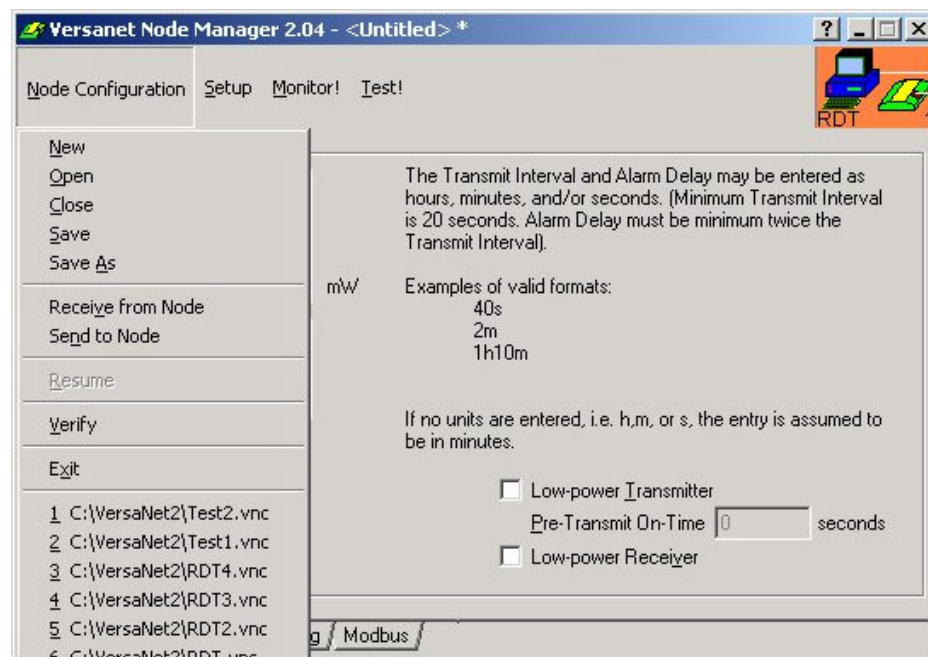 Versanet Node Manager 2.04 - <Untitled> *
Node Configuration Setup Monitor! Test!
RDT
New
Open
Close
Save
Save As
Receive from Node
Send to Node
Resume
Verify
Exit
1 C:\VersaNet2\Test2.vnc
2 C:\VersaNet2\Test1.vnc
3 C:\VersaNet2\RDT4.vnc
4 C:\VersaNet2\RDT3.vnc
5 C:\VersaNet2\RDT2.vnc
6 C:\VersaNet2\RDT.vnc
The Transmit Interval and Alarm Delay may be entered as
hours, minutes, and/or seconds. (Minimum Transmit Interval
is 20 seconds. Alarm Delay must be minimum twice the
Transmit Interval).
mW
Examples of valid formats:
40s
2m
1h10m
If no units are entered, i.e. h,m, or s, the entry is assumed to
be in minutes.
Low-power Transmitter
Pre-Transmit On-Time 0 seconds
Low-power Receiver
g Modbus